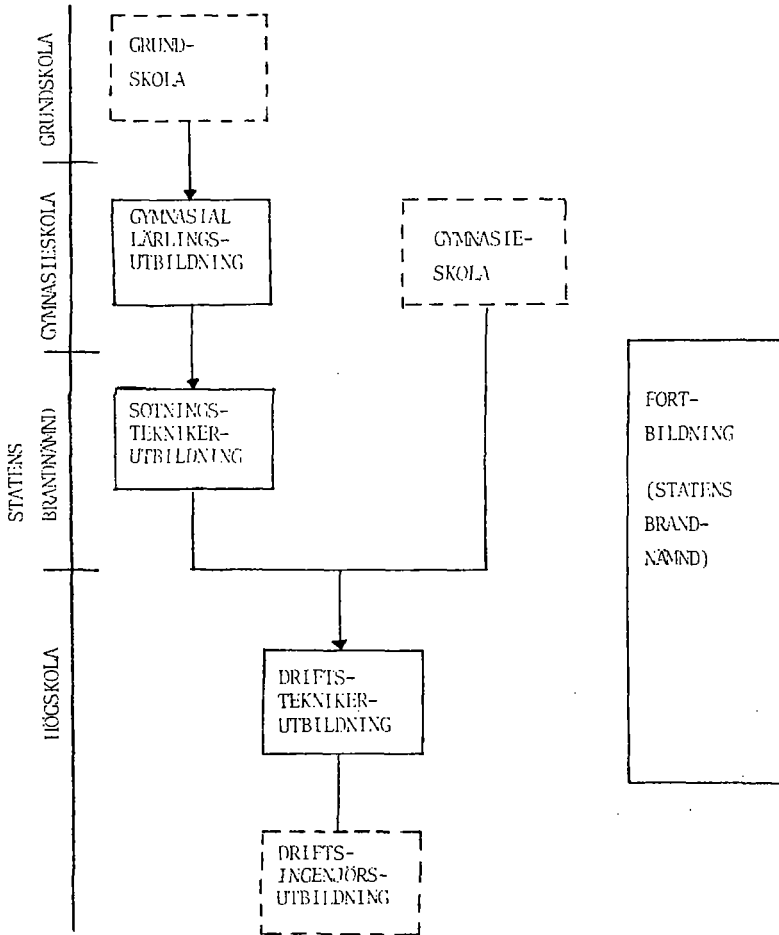 GRUNDSKOLA
GYMNASIESKOLA
STATENS
BRANDNÄMND
HÖGSKOLA
GRUND-
SKOLA
GYMNASIAL
LÄRLINGS-
UTBILDNING
GYMNASIE-
SKOLA
SOTNINGS-
TEKNIKER-
UTBILDNING
FORT-
BILDNING
(STATENS
BRAND-
NÄMND)
DRIFTS-
TEKNIKER-
UTBILDNING
DRIFTS-
INGENJÖRS-
UTBILDNING